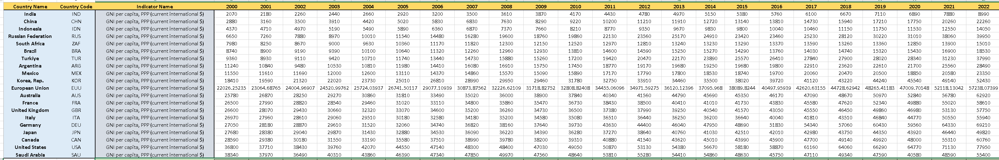 Country Name Country Code Indicator Name 2000 2001 2002 2003 2004 2005 2006 2007 2008 2009 2010 2011 2012 2013 2014 2015 2016 2017 2018 2019 2020 2021 2022
India IND GNI per capita, PPP (current international $) 2070 2180 2260 2440 2660 2920 3200 3500 3610 3870 4170 4430 4780 4970 5150 5380 5760 6100 6670 7110 6890 7880 8990
China CHN GNI per capita, PPP (current international $) 2880 3160 3500 3910 4420 5020 5830 6830 7630 8290 9220 10200 11210 11910 12720 13140 13810 14730 15940 17210 17750 20260 22260
Indonesia IDN GNI per capita, PPP (current international $) 4370 4710 4970 5190 5490 5890 6360 6870 7370 7660 8210 8770 9350 9670 9830 9800 10040 10460 11150 11750 11530 12550 14050
Russian Federation RUS GNI per capita, PPP (current international $) 6650 7260 7880 8970 10010 11540 14480 16280 19600 18760 19860 22130 23560 25170 24910 23420 23460 25230 28120 30220 31010 38060 39950
South Africa ZAF GNI per capita, PPP (current international $) 7980 8250 8670 9000 9630 10360 11170 11820 12300 12150 12520 12970 12810 13240 13230 13290 13370 13590 13260 13360 12850 13900 15010
Brazil BRA GNI per capita, PPP (current international $) 8740 8900 9190 9390 10100 10640 11320 12260 12960 12930 13810 14600 14590 15250 15270 14290 13760 14030 14740 15320 15430 16900 18530
Turkiye TUR GNI per capita, PPP (current international $) 9360 8930 9110 9420 10710 11740 13440 14730 15880 15260 17200 19420 20470 22170 23890 25570 26410 27840 27900 28020 28340 31230 37990
Argentina ARG GNI per capita, PPP (current international $) 11240 10840 9480 10530 10810 11980 14410 16080 16910 15750 17450 18770 19170 19680 19250 19680 19800 22910 23620 22610 21700 25560 28490
Mexico MEX GNI per capita, PPP (current international $) 11550 11610 11690 12000 12600 13110 14370 14860 15570 15090 15890 17170 17790 17800 18530 18740 19700 20060 20470 20500 18850 20580 23350
Korea, Rep. KOR GNI per capita, PPP (current international $) 18410 19590 21320 22020 23730 25010 26810 28990 29950 29460 31780 32750 33910 34460 35500 38020 39720 41120 43220 44240 45540 49140 52430
European Union EUU GNI per capita, PPP (current international $) 22026.25235 23064.68765 24004.96907 24520.99762 25724.03937 26741.50117 29077.10939 30873.87562 32226.62109 31718.82752 32808.82408 34455.06096 34971.59275 36120.12396 37095.968 38089.8244 40497.95939 42620.63155 44728.62942 48265.41183 47009.70148 52118.13042 57238.07399
Australia AUS GNI per capita, PPP (current international $) 25780 26870 28250 29270 30860 31810 33490 35020 36000 38900 37840 40340 41560 44790 45690 45350 46170 47090 48670 50970 52840 56780 62920
France FRA GNI per capita, PPP (current international $) 26500 27990 28820 28540 29460 31020 33110 34800 35860 35470 36730 38430 38500 40410 41010 41730 43830 45580 47620 52340 49880 55020 58610
United Kingdom GBR GNI per capita, PPP (current international $) 26600 28070 29430 30660 32320 33070 34600 35200 36260 34730 36500 37380 37990 39250 40540 41570 43050 45550 46450 49860 46980 53130 57750
Italy ITA GNI per capita, PPP (current international $) 26970 27960 28610 29060 29510 30180 32580 34180 35200 34580 35080 36510 36440 36250 36200 36640 40040 41810 43510 46840 44770 50550 55940
Germany DEU GNI per capita, PPP (current international $) 27050 28180 28870 29610 31520 32060 34740 36820 38160 37640 39730 43630 44400 46040 47950 48690 51830 54340 57060 60430 59560 64330 69210
Japan JPN GNI per capita, PPP (current international $) 27680 28380 29040 29870 31430 32880 34530 36090 36220 34390 36280 37270 38640 40760 41030 42510 42010 42980 43750 44350 43920 46440 49820
Canada CAN GNI per capita, PPP (current international $) 28590 29380 30180 31550 33190 35580 37510 38990 39780 38200 39310 40880 41540 43620 45010 43990 45900 47700 49140 49920 48000 55310 60760
United States USA GNI per capita, PPP (current international $) 36800 37710 38430 39760 42070 44550 47140 48300 48400 47030 49050 50870 53130 54380 56670 58180 58870 61160 64060 66290 64770 71130 77950
Saudi Arabia SAU GNI per capita, PPP (current international $) 38340 37970 36490 40310 43860 46390 47340 47850 49970 47560 48640 53810 55280 54410 54860 48630 45750 47110 49340 47590 40580 48590 55400